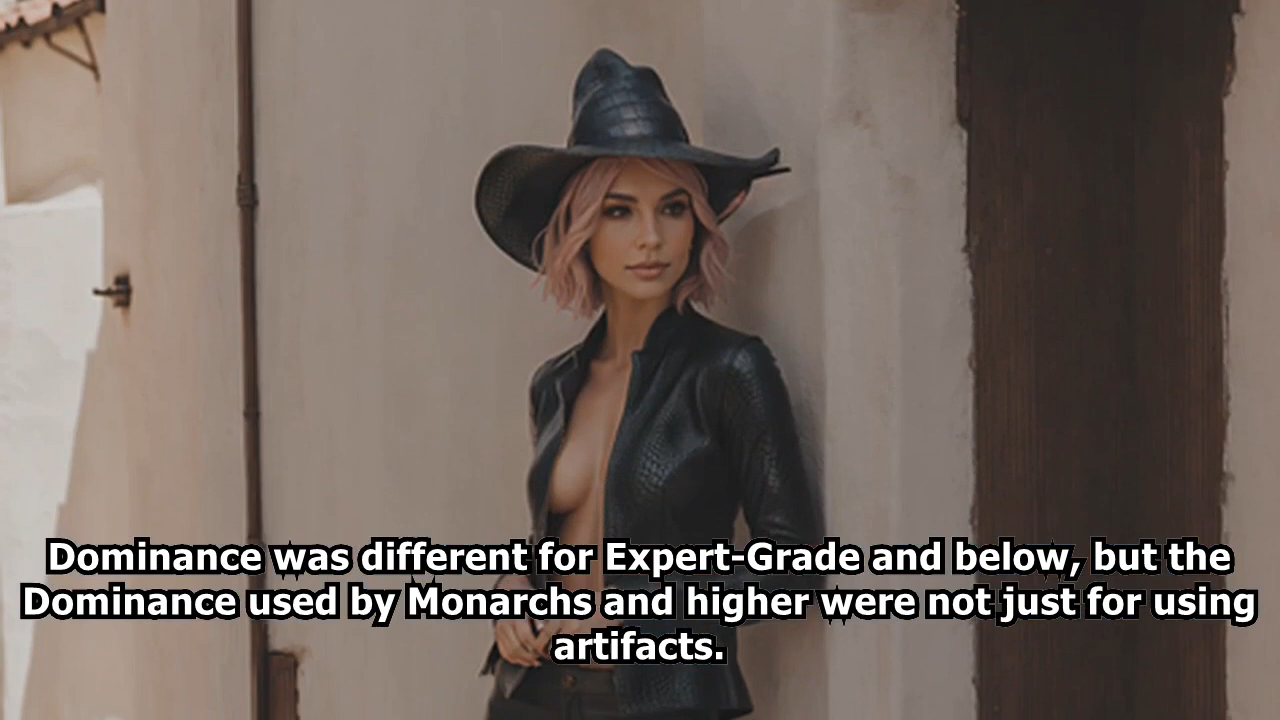 Dominance was different for Expert-Grade and below, but the
Dominance used by Monarchs and higher were not just for using
artifacts.